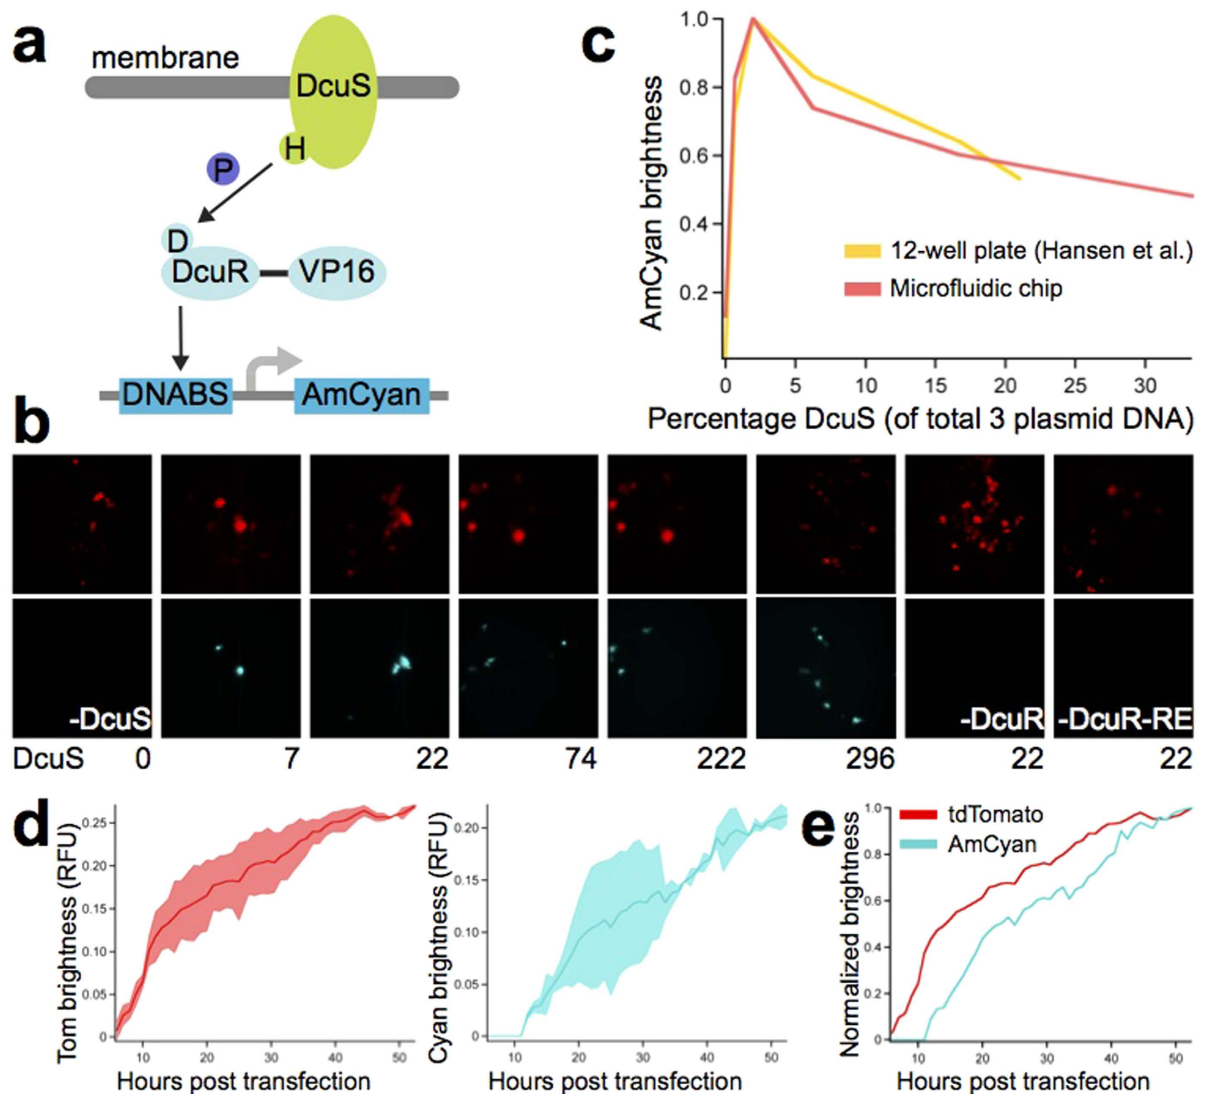 a
membrane
DcuS
H
P
D
DcuR
VP16
DNABS
AmCyan
c
AmCyan brightness
1.0
0.8
0.6
0.4
0.2
12-well plate (Hansen et al.)
Microfluidic chip
0 5 10 15 20 25 30
Percentage DcuS (of total 3 plasmid DNA)
b
-DcuS
-DcuR
-DcuR-RE
DcuS 0 7 22 74 222 296 22 22
d
Tom brightness (RFU)
0.25
0.20
0.15
0.10
0.05
0
10 20 30 40 50
Hours post transfection
Cyan brightness (RFU)
0.20
0.15
0.10
0.05
0
10 20 30 40 50
Hours post transfection
e
Normalized brightness
1.0
0.8
0.6
0.4
0.2
0
tdTomato
AmCyan
10 20 30 40 50
Hours post transfection